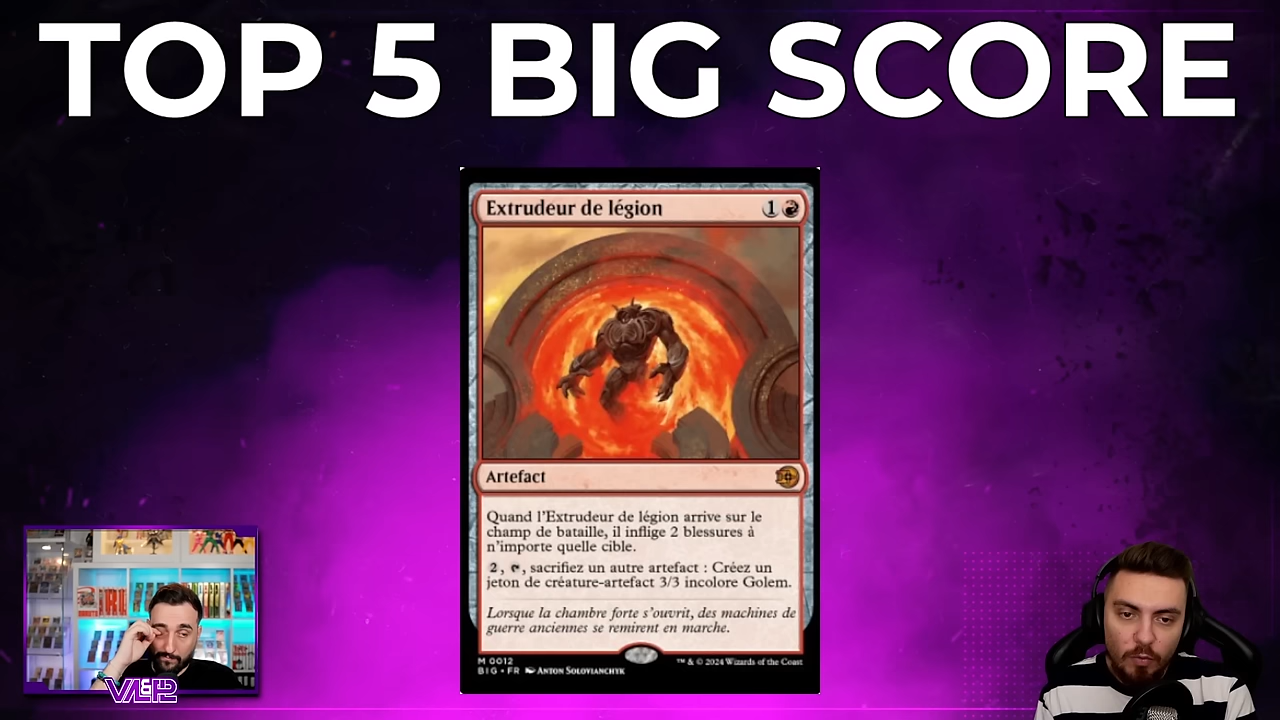 TOP 5 BIG SCORE
Extrudeur de légion 1
Artefact
Quand l'Extrudeur de légion arrive sur le
champ de bataille, il inflige 2 blessures à
n'importe quelle cible.
2, , sacrifiez un autre artefact : Créez un
jeton de créature-artefact 3/3 incolore Golem.
Lorsque la chambre forte s'ouvrit, des machines de
guerre anciennes se remirent en marche.
M 0012
BIG • FR ANTON SOLOVIANCHYK
™ & © 2024 Wizards of the Coast